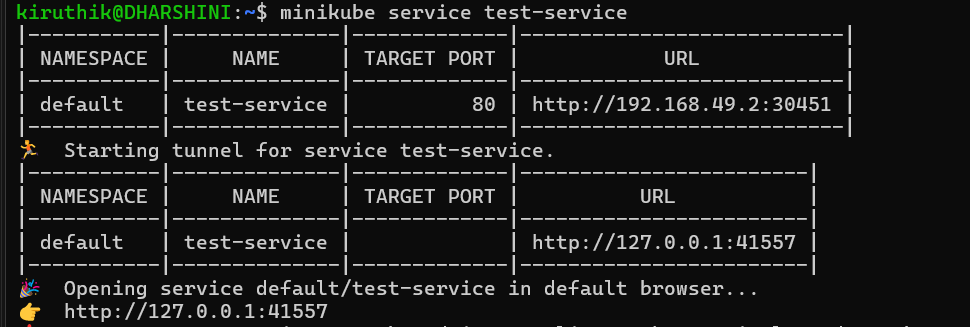 kiruthik@DHARSHINI:~$ minikube service test-service
|-----------|--------------|-------------|---------------------------|
| NAMESPACE |     NAME     | TARGET PORT |            URL            |
|-----------|--------------|-------------|---------------------------|
| default   | test-service |          80 | http://192.168.49.2:30451 |
|-----------|--------------|-------------|---------------------------|
🏃  Starting tunnel for service test-service.
|-----------|--------------|-------------|------------------------|
| NAMESPACE |     NAME     | TARGET PORT |          URL           |
|-----------|--------------|-------------|------------------------|
| default   | test-service |             | http://127.0.0.1:41557 |
|-----------|--------------|-------------|------------------------|
🎉  Opening service default/test-service in default browser...
👉  http://127.0.0.1:41557